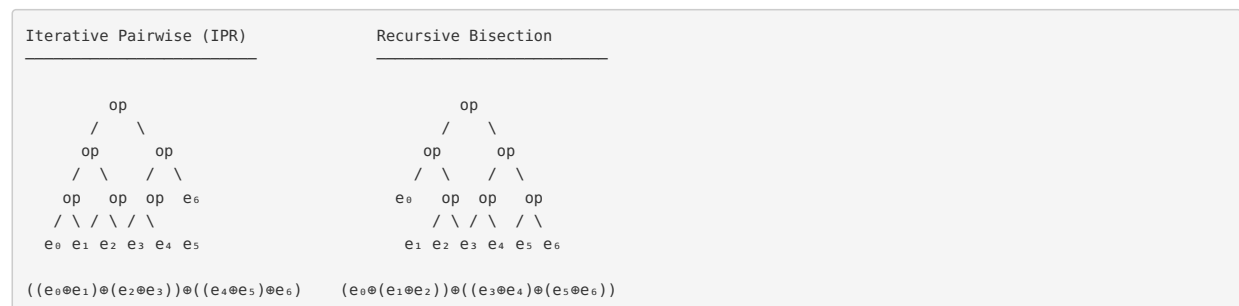 Iterative Pairwise (IPR)              Recursive Bisection
─────────────────────────             ─────────────────────────
         op                                    op
       /    \                                /    \
      op      op                            op      op
     / \    / \                            / \    / \
    op   op  op  e₆                     e₀   op  op   op
   / \ / \ / \                               / \ / \  / \
  e₀ e₁ e₂ e₃ e₄ e₅                      e₁ e₂ e₃ e₄ e₅ e₆
((e₀⊕e₁)⊕(e₂⊕e₃))⊕((e₄⊕e₅)⊕e₆)    (e₀⊕(e₁⊕e₂))⊕((e₃⊕e₄)⊕(e₅⊕e₆))